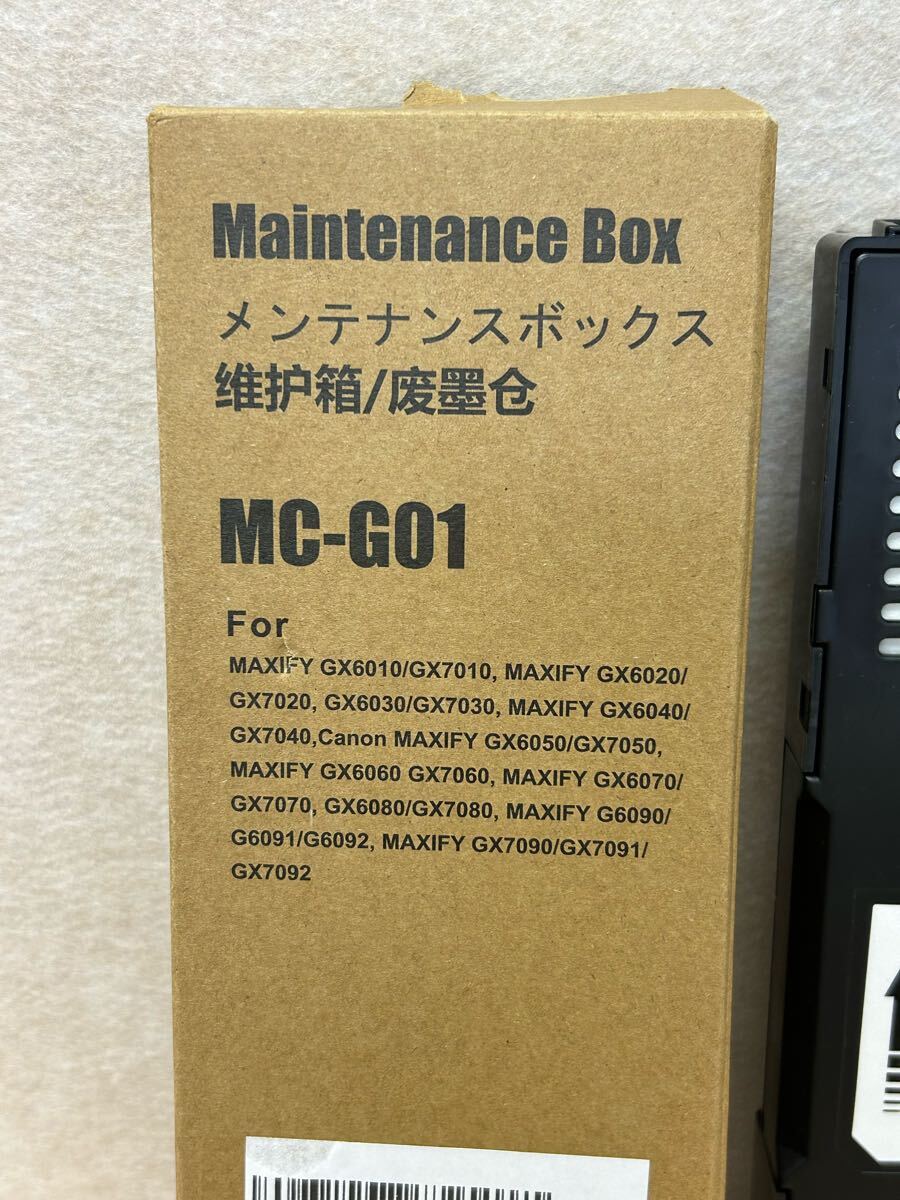 Maintenance Box
メンテナンスボックス
维护箱/废墨仓
MC-G01
For
MAXIFY GX6010/GX7010, MAXIFY GX6020/
GX7020, GX6030/GX7030, MAXIFY GX6040/
GX7040,Canon MAXIFY GX6050/GX7050,
MAXIFY GX6060 GX7060, MAXIFY GX6070/
GX7070, GX6080/GX7080, MAXIFY G6090/
G6091/G6092, MAXIFY GX7090/GX7091/
GX7092